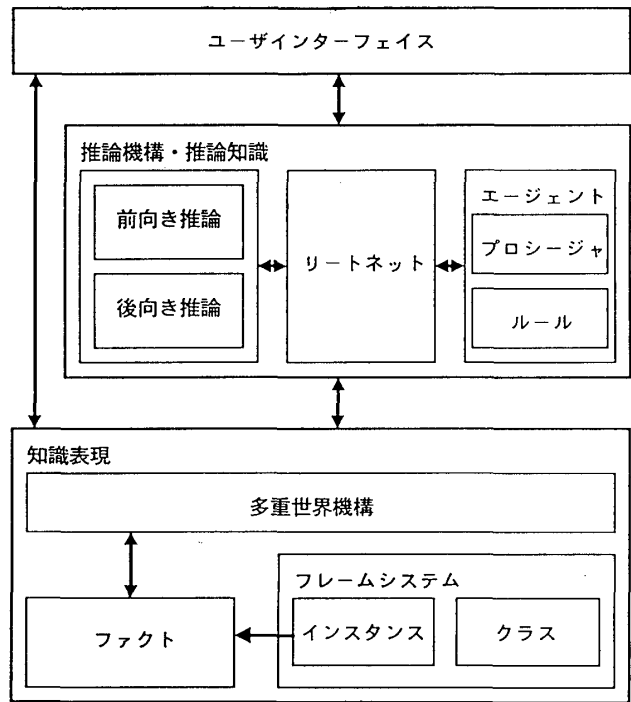 ユーザインターフェイス
推論機構・推論知識
前向き推論
後向き推論
リートネット
エージェント
プロシージャ
ルール
知識表現
多重世界機構
フレームシステム
ファクト
インスタンス
クラス